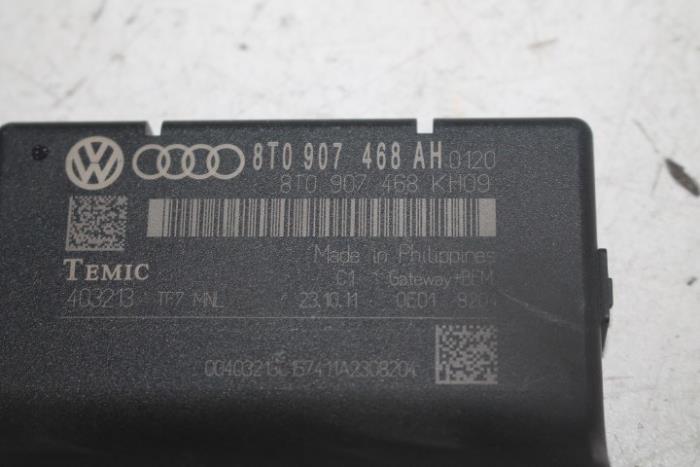 8T0 907 468 AH 0120
8T0 907 468 KH09
Made in Philippines
TEMIC C1 Gateway+BEM
403213 TF7 MNL 23.10.11 0E01 8204